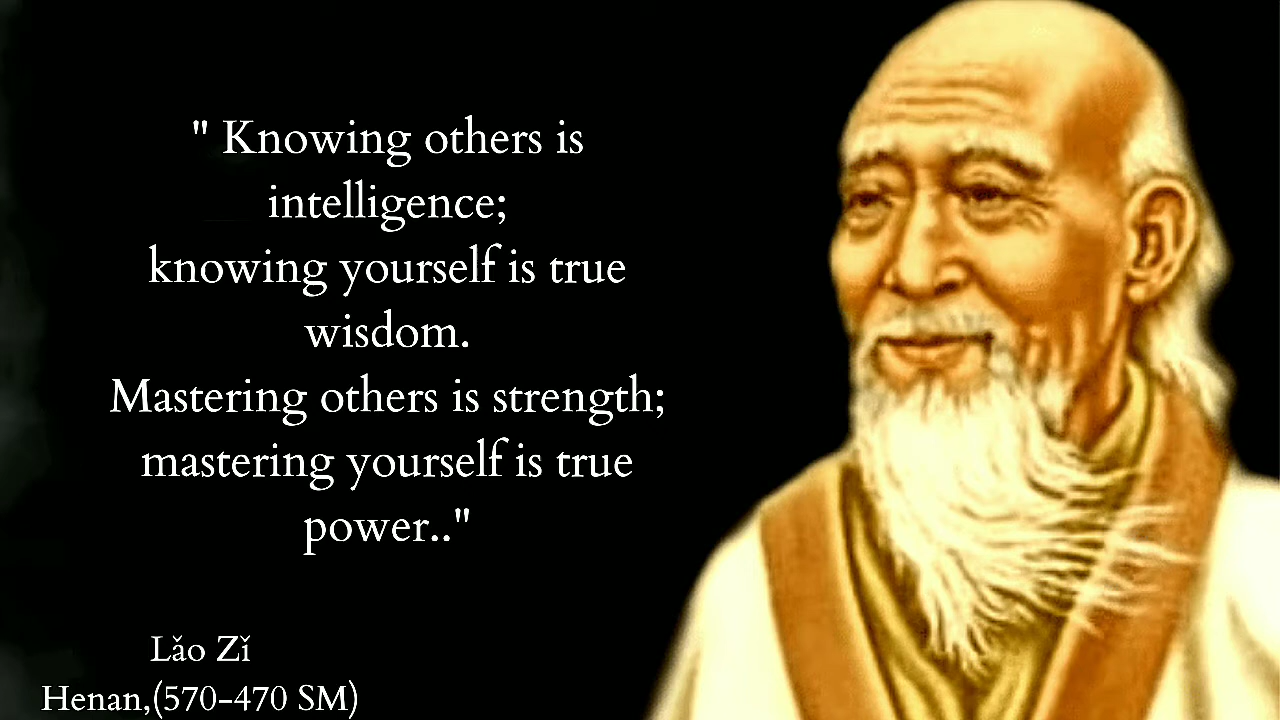 " Knowing others is
intelligence;
knowing yourself is true
wisdom.
Mastering others is strength;
mastering yourself is true
power.."
Lǎo Zǐ
Henan,(570-470 SM)